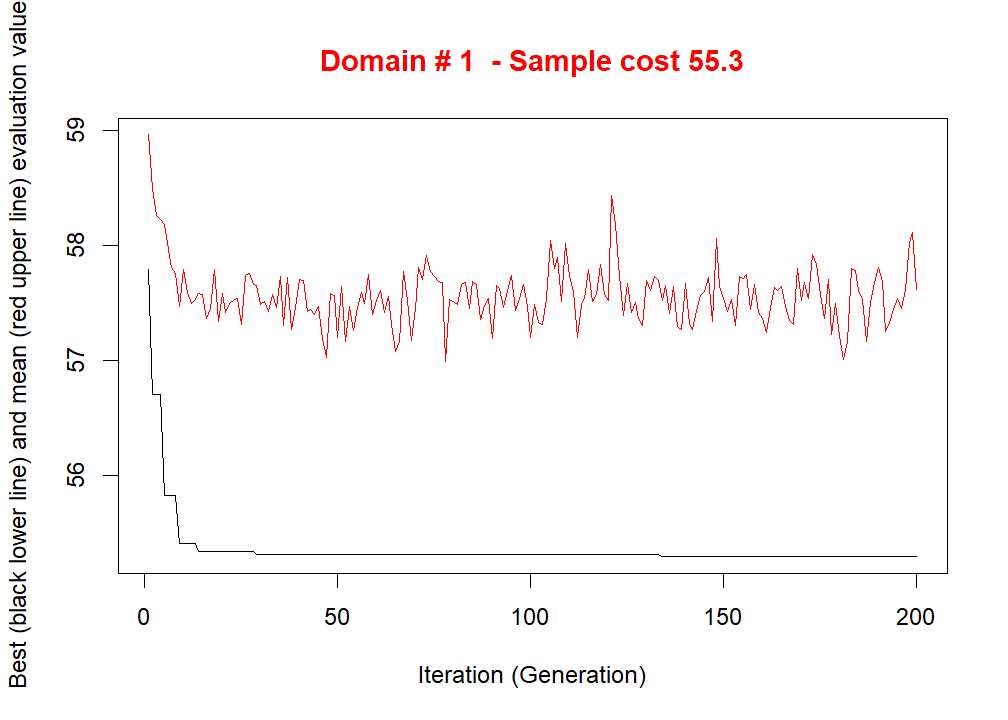 Domain # 1  - Sample cost 55.3
Best (black lower line) and mean (red upper line) evaluation value
59
58
57
56
0 50 100 150 200
Iteration (Generation)